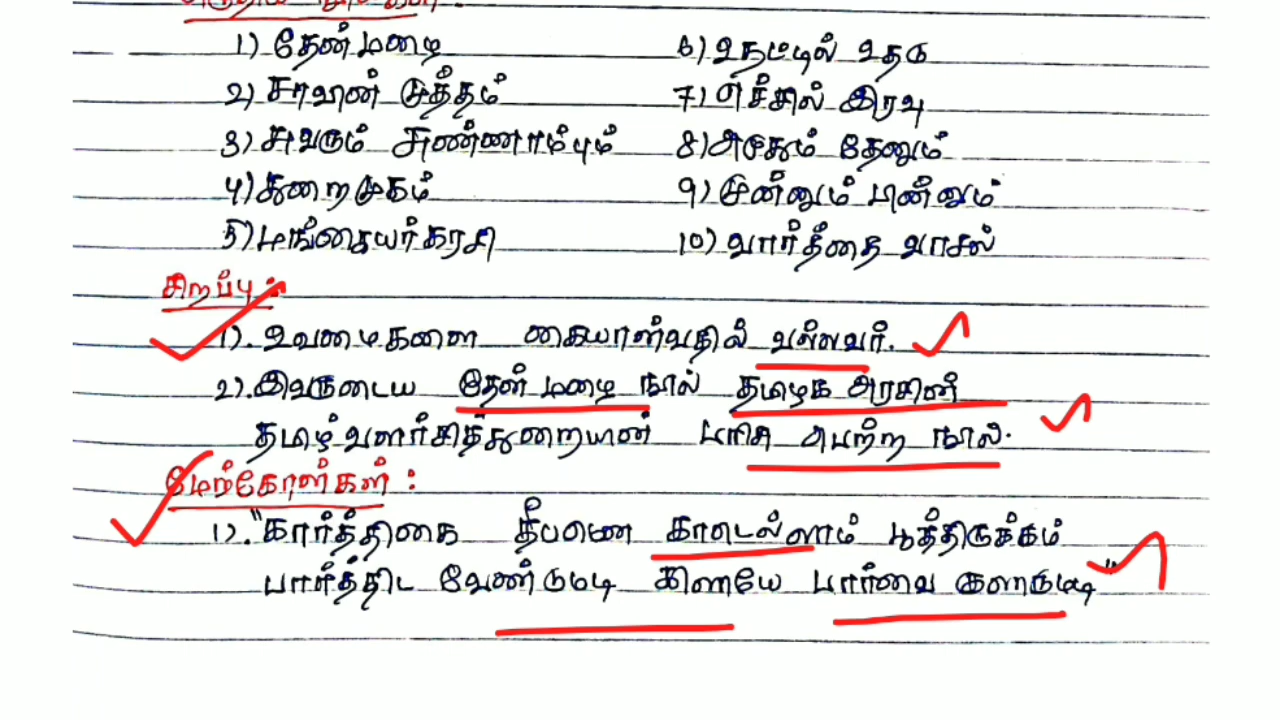 1) தேன்மழை
2) சாவின் முத்தம்
3) சுவரும் சுண்ணாம்பும்
4) துறைமுகம்
5) மங்கையர்க்கரசி
6) உதட்டில் உதடு
7) எச்சில் இரவு
8) அமுதும் தேனும்
9) முன்னும் பின்னும்
10) வார்த்தை வாசல்
சிறப்பு :
1). உவமைகளை கையாள்வதில் வல்லவர்.
2). இவருடைய தேன் மழை நூல் தமிழக அரசின்
தமிழ் வளர்ச்சித்துறையின் பரிசு பெற்ற நூல்.
மேற்கோள்கள் :
1). "கார்த்திகை தீபமென காடெல்லாம் பூத்திருக்கும்
பார்த்திட வேண்டுமடி கிளியே பார்வை குளிருமடி"